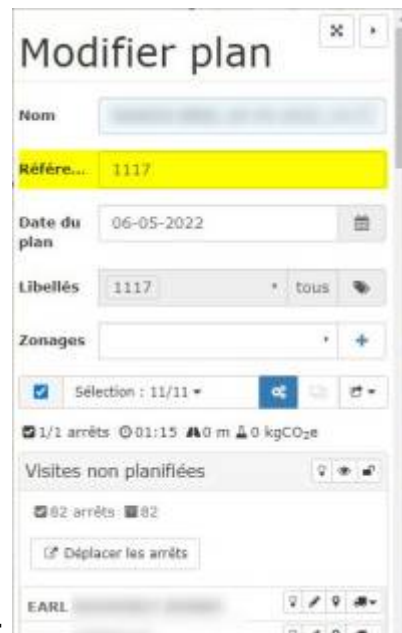 Modifier plan
Nom
Référe... 1117
Date du plan 06-05-2022
Libellés 1117 tous
Zonages
Sélection : 11/11
1/1 arrêts 01:15 0 m 0 kgCO₂e
Visites non planifiées
82 arrêts 82
Déplacer les arrêts
EARL